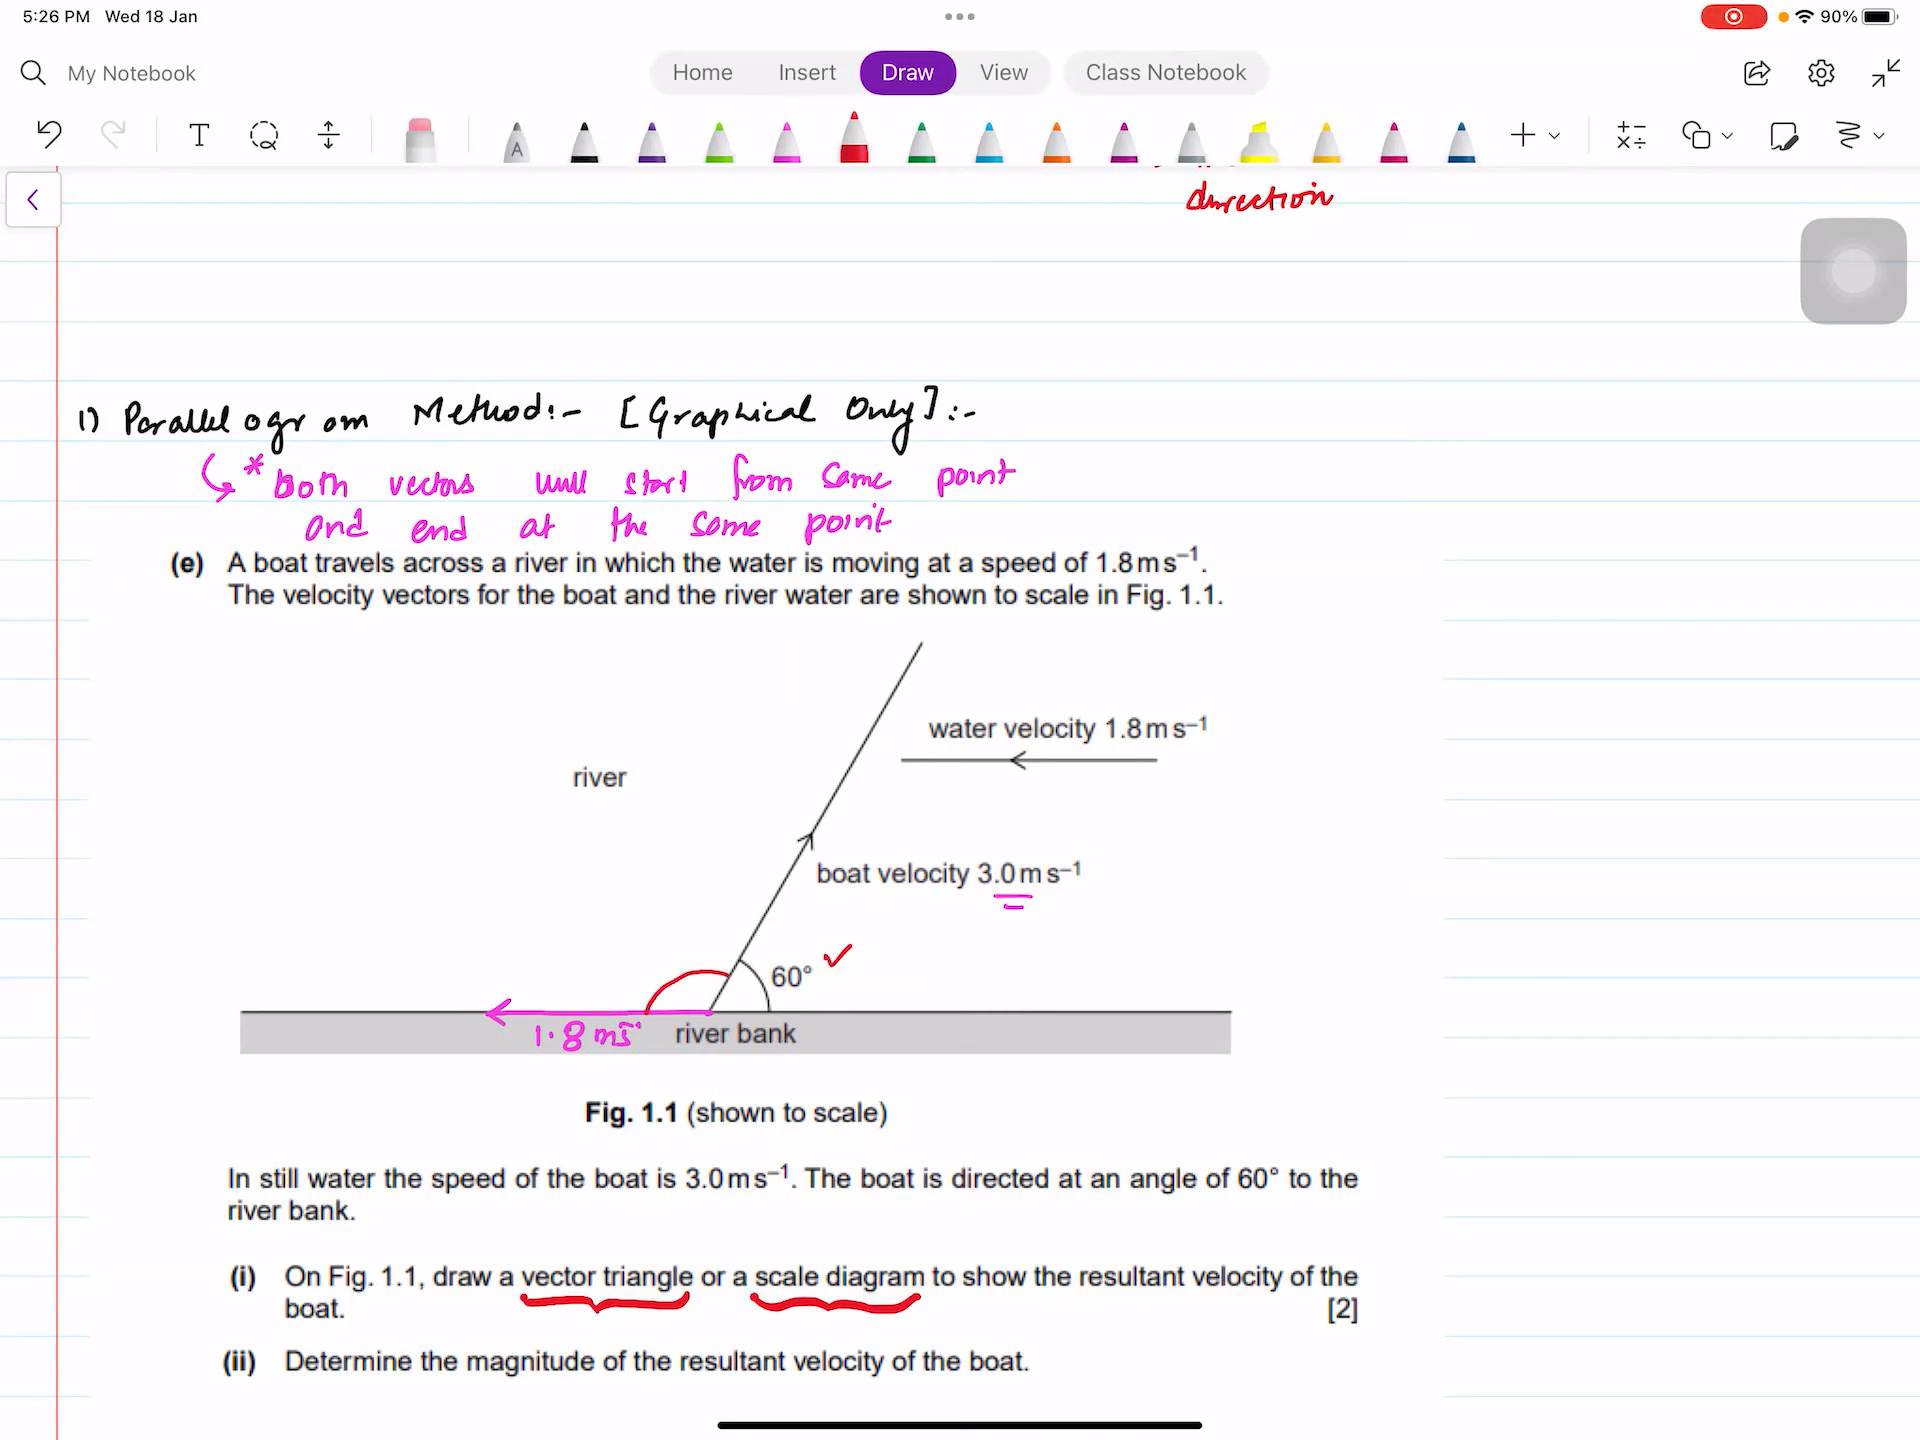 5:26 PM Wed 18 Jan
90%
My Notebook
Home Insert Draw View Class Notebook
T
A
direction
1) Parallelogram Method:- [Graphical Only]:-
* Both vectors will start from same point
and end at the same point
(e) A boat travels across a river in which the water is moving at a speed of 1.8 m s⁻¹.
The velocity vectors for the boat and the river water are shown to scale in Fig. 1.1.
water velocity 1.8 m s⁻¹
river
boat velocity 3.0 m s⁻¹
60°
1.8 ms⁻¹ river bank
Fig. 1.1 (shown to scale)
In still water the speed of the boat is 3.0 m s⁻¹. The boat is directed at an angle of 60° to the
river bank.
(i) On Fig. 1.1, draw a vector triangle or a scale diagram to show the resultant velocity of the
boat. [2]
(ii) Determine the magnitude of the resultant velocity of the boat.